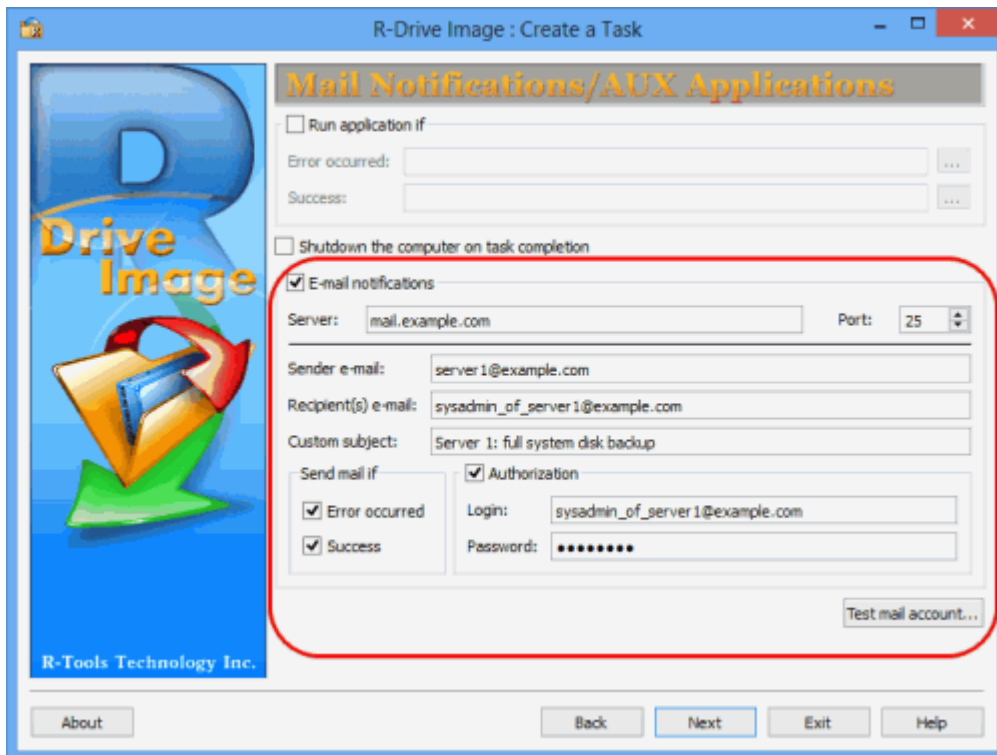 R-Drive Image : Create a Task
R
Drive
Image
R-Tools Technology Inc.
Mail Notifications/AUX Applications
Run application if
Error occurred:
...
Success:
...
Shutdown the computer on task completion
E-mail notifications
Server: mail.example.com Port: 25
Sender e-mail: server1@example.com
Recipient(s) e-mail: sysadmin_of_server1@example.com
Custom subject: Server 1: full system disk backup
Send mail if
Error occurred
Success
Authorization
Login: sysadmin_of_server1@example.com
Password: ●●●●●●●●
Test mail account...
About Back Next Exit Help